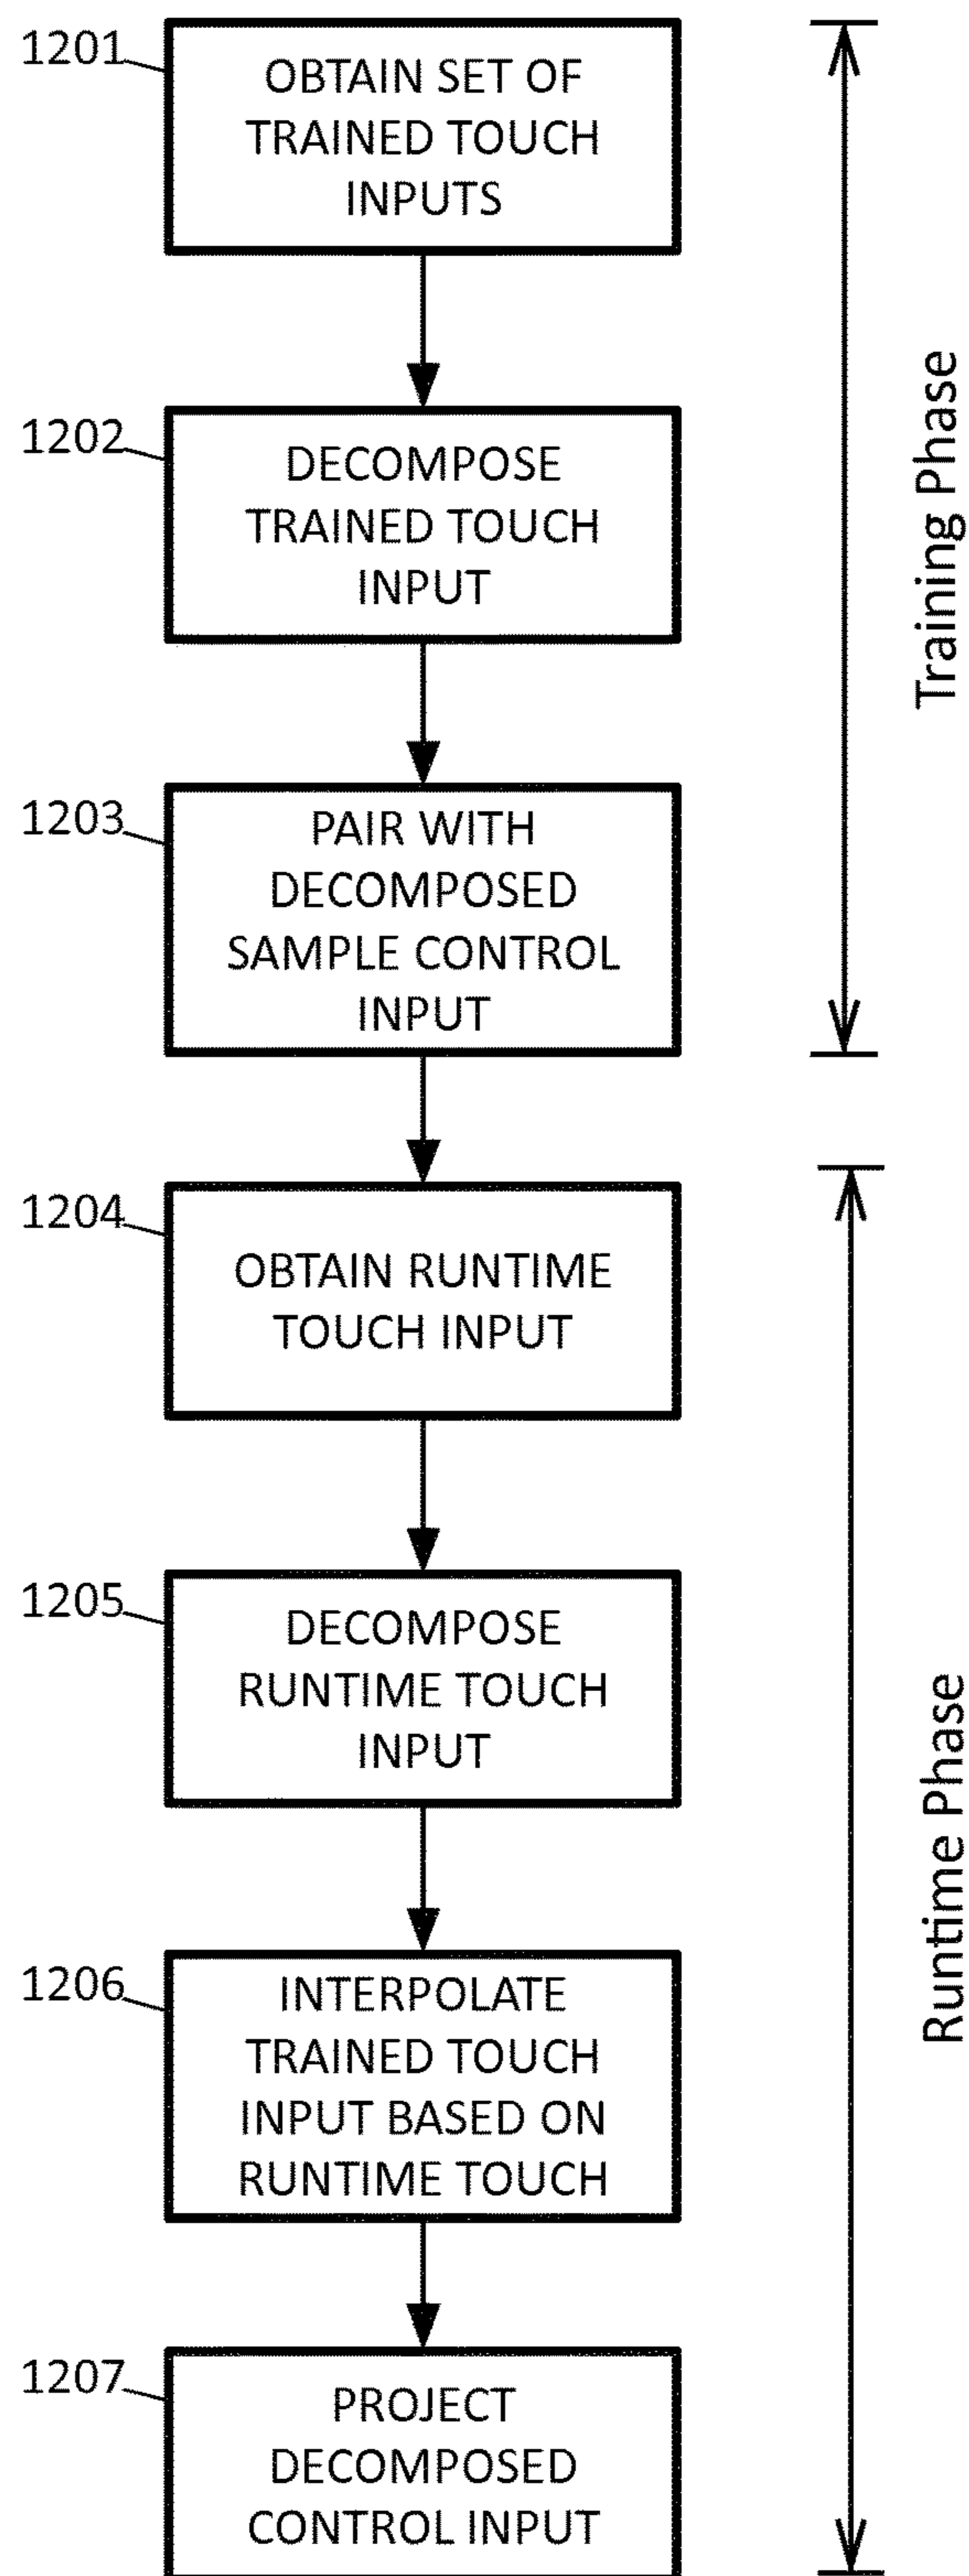 1201
OBTAIN SET OF
TRAINED TOUCH
INPUTS
1202
DECOMPOSE
TRAINED TOUCH
INPUT
1203
PAIR WITH
DECOMPOSED
SAMPLE CONTROL
INPUT
Training Phase
1204
OBTAIN RUNTIME
TOUCH INPUT
1205
DECOMPOSE
RUNTIME TOUCH
INPUT
1206
INTERPOLATE
TRAINED TOUCH
INPUT BASED ON
RUNTIME TOUCH
1207
PROJECT
DECOMPOSED
CONTROL INPUT
Runtime Phase